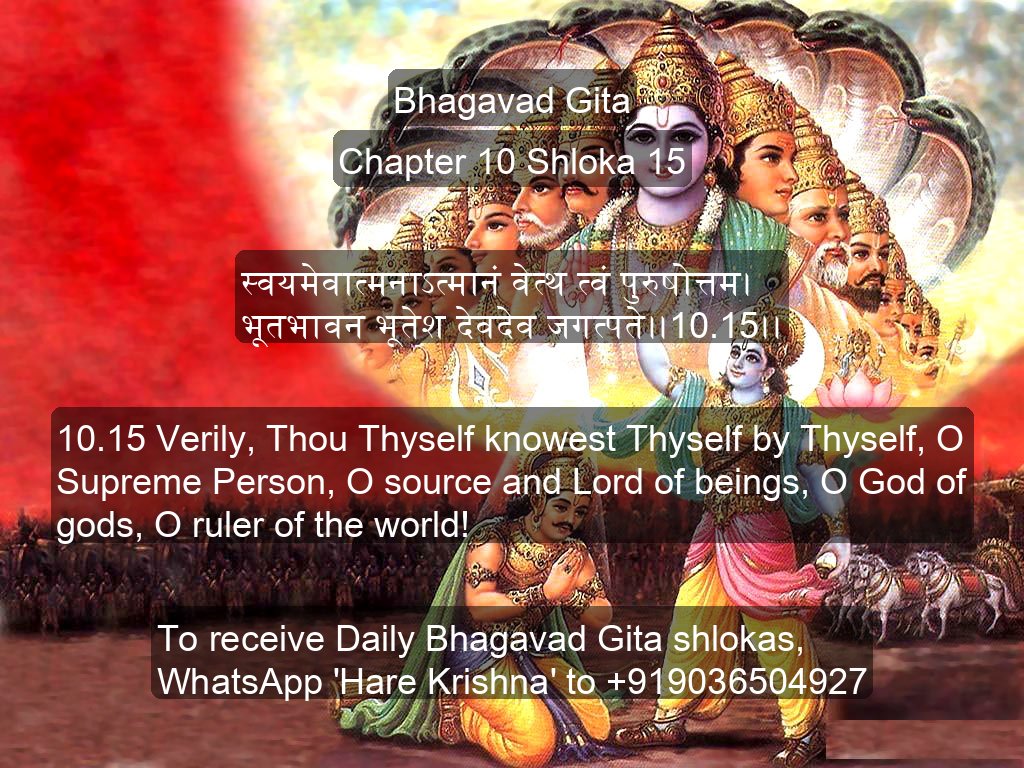 Bhagavad Gita
Chapter 10 Shloka 15
स्वयमेवात्मनाऽत्मानं वेत्थ त्वं पुरुषोत्तम।
भूतभावन भूतेश देवदेव जगत्पते।।10.15।।
10.15 Verily, Thou Thyself knowest Thyself by Thyself, O
Supreme Person, O source and Lord of beings, O God of
gods, O ruler of the world!
To receive Daily Bhagavad Gita shlokas,
WhatsApp 'Hare Krishna' to +919036504927